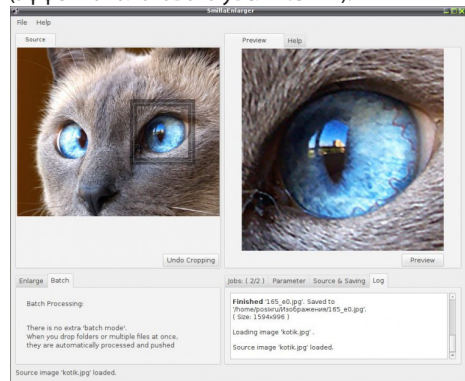 SmillaEnlarger
File Help
Source
Preview Help
Undo Cropping
Preview
Enlarge Batch
Batch Processing:
There is no extra 'batch mode'.
When you drop folders or multiple files at once,
they are automatically processed and pushed
Jobs: ( 2/2 ) Parameter Source & Saving Log
Finished '165_e0.jpg'. Saved to
'/home/posixru/Изображения/165_e0.jpg'.
( Size: 1594x996 )
Loading image 'kotik.jpg' .
Source image 'kotik.jpg' loaded.
Source image 'kotik.jpg' loaded.